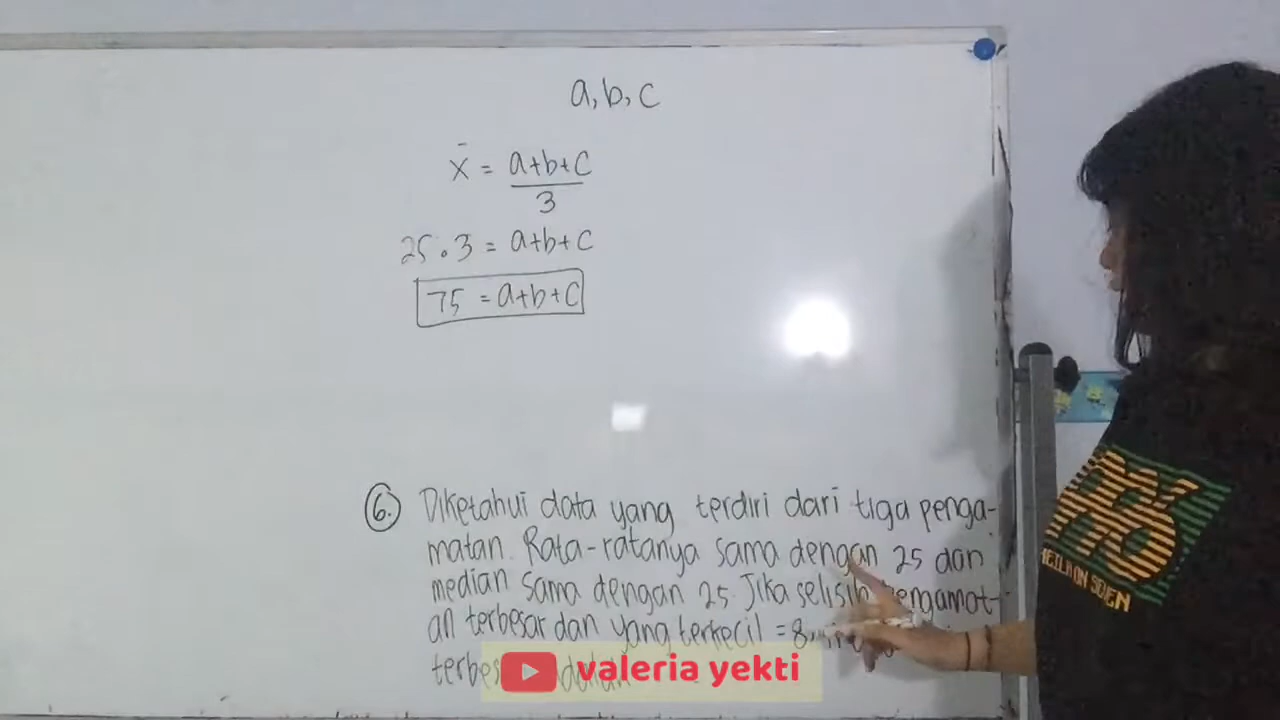 a, b, c
x̄ = a+b+c
3
25 . 3 = a+b+c
75 = a+b+c
6. Diketahui data yang terdiri dari tiga penga-
matan. Rata-ratanya sama dengan 25 dan
median sama dengan 25. Jika selisih pengamat-
an terbesar dan yang terkecil = 8,
valeria yekti